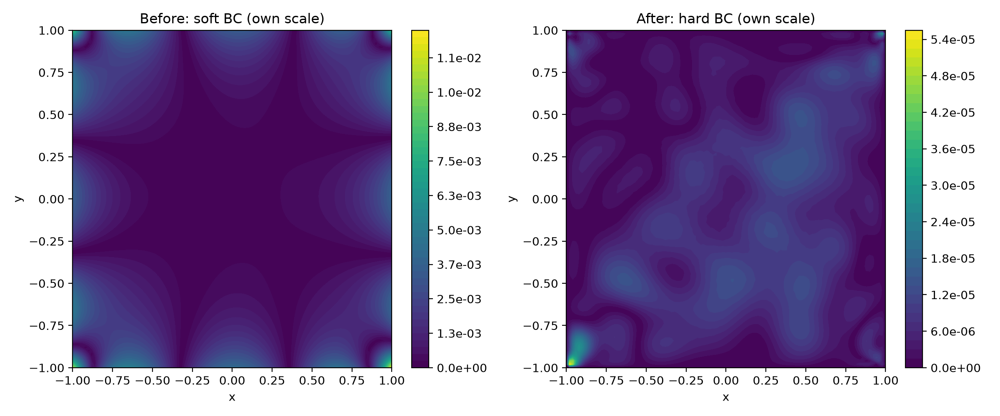 Before: soft BC (own scale)
1.00
0.75
0.50
0.25
0.00
−0.25
−0.50
−0.75
−1.00
y
−1.00 −0.75 −0.50 −0.25 0.00 0.25 0.50 0.75 1.00
x
1.1e-02
1.0e-02
8.8e-03
7.5e-03
6.3e-03
5.0e-03
3.7e-03
2.5e-03
1.3e-03
0.0e+00
After: hard BC (own scale)
1.00
0.75
0.50
0.25
0.00
−0.25
−0.50
−0.75
−1.00
y
−1.00 −0.75 −0.50 −0.25 0.00 0.25 0.50 0.75 1.00
x
5.4e-05
4.8e-05
4.2e-05
3.6e-05
3.0e-05
2.4e-05
1.8e-05
1.2e-05
6.0e-06
0.0e+00